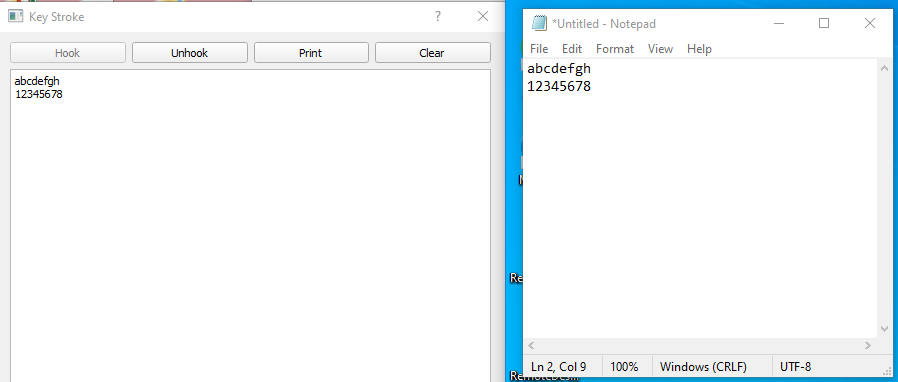 Key Stroke
?
Hook
Unhook
Print
Clear
abcdefgh
12345678
*Untitled - Notepad
File Edit Format View Help
abcdefgh
12345678
Ln 2, Col 9
100%
Windows (CRLF)
UTF-8